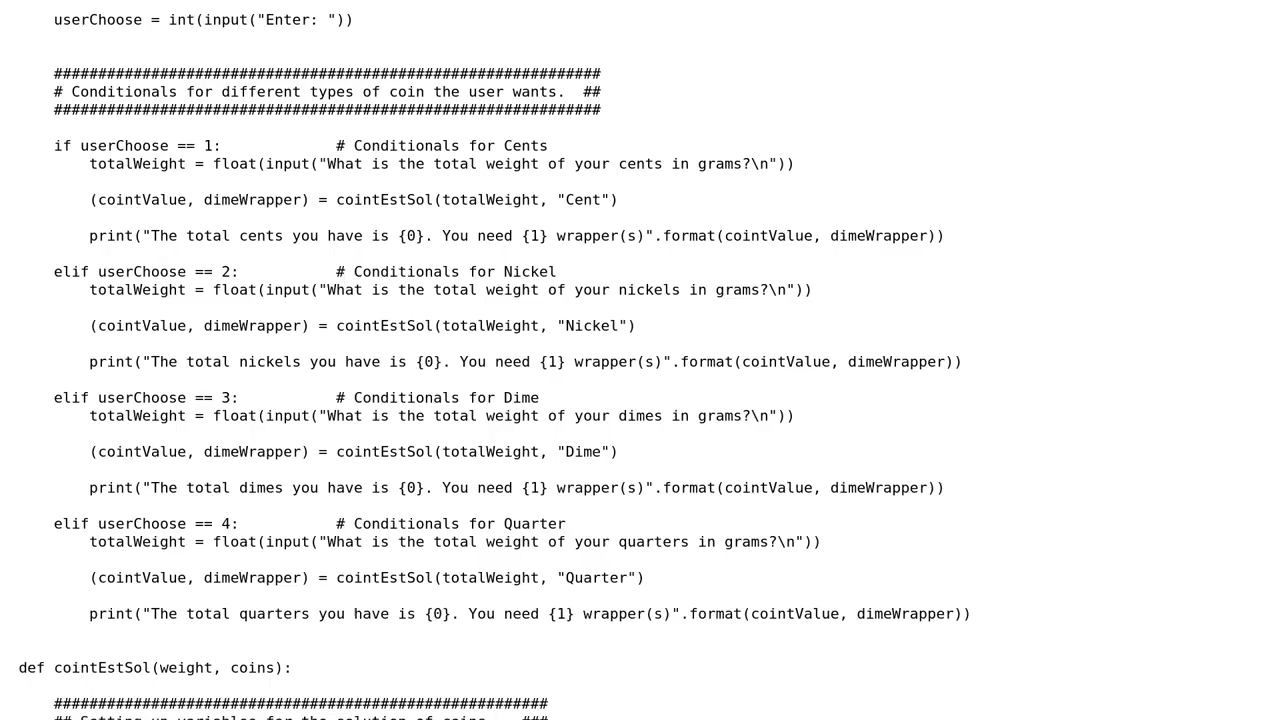 userChoose = int(input("Enter: "))
    ##############################################################
    # Conditionals for different types of coin the user wants.  ##
    ##############################################################
    if userChoose == 1:             # Conditionals for Cents
        totalWeight = float(input("What is the total weight of your cents in grams?\n"))
        (cointValue, dimeWrapper) = cointEstSol(totalWeight, "Cent")
        print("The total cents you have is {0}. You need {1} wrapper(s)".format(cointValue, dimeWrapper))
    elif userChoose == 2:           # Conditionals for Nickel
        totalWeight = float(input("What is the total weight of your nickels in grams?\n"))
        (cointValue, dimeWrapper) = cointEstSol(totalWeight, "Nickel")
        print("The total nickels you have is {0}. You need {1} wrapper(s)".format(cointValue, dimeWrapper))
    elif userChoose == 3:           # Conditionals for Dime
        totalWeight = float(input("What is the total weight of your dimes in grams?\n"))
        (cointValue, dimeWrapper) = cointEstSol(totalWeight, "Dime")
        print("The total dimes you have is {0}. You need {1} wrapper(s)".format(cointValue, dimeWrapper))
    elif userChoose == 4:           # Conditionals for Quarter
        totalWeight = float(input("What is the total weight of your quarters in grams?\n"))
        (cointValue, dimeWrapper) = cointEstSol(totalWeight, "Quarter")
        print("The total quarters you have is {0}. You need {1} wrapper(s)".format(cointValue, dimeWrapper))
def cointEstSol(weight, coins):
    ########################################################
    ## Setting up variables for the solution of coins    ###